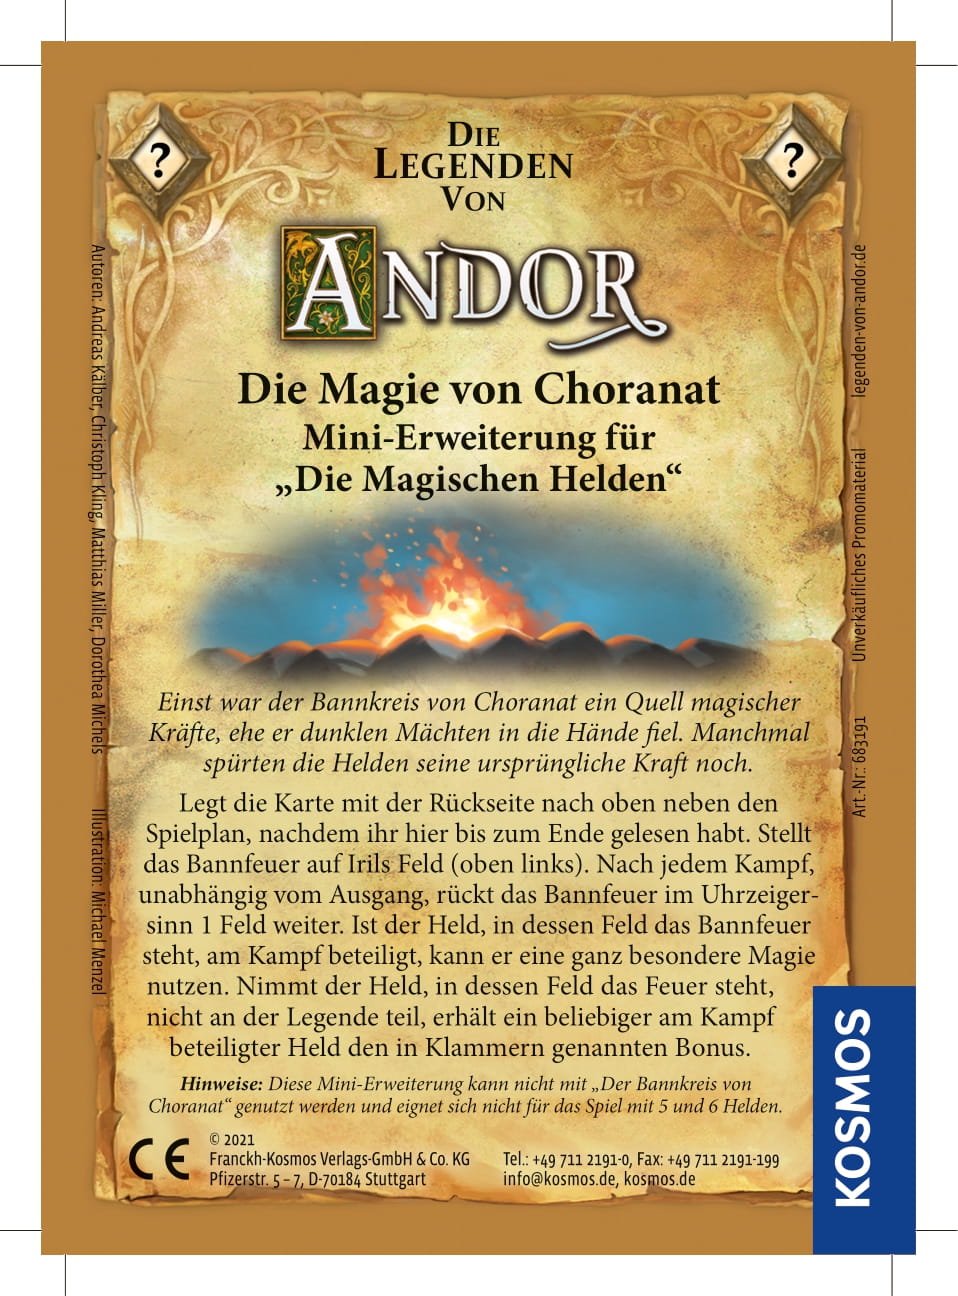 ?
?
DIE
LEGENDEN
VON
ANDOR
Die Magie von Choranat
Mini-Erweiterung für
„Die Magischen Helden“
Einst war der Bannkreis von Choranat ein Quell magischer
Kräfte, ehe er dunklen Mächten in die Hände fiel. Manchmal
spürten die Helden seine ursprüngliche Kraft noch.
Legt die Karte mit der Rückseite nach oben neben den
Spielplan, nachdem ihr hier bis zum Ende gelesen habt. Stellt
das Bannfeuer auf Irils Feld (oben links). Nach jedem Kampf,
unabhängig vom Ausgang, rückt das Bannfeuer im Uhrzeiger-
sinn 1 Feld weiter. Ist der Held, in dessen Feld das Bannfeuer
steht, am Kampf beteiligt, kann er eine ganz besondere Magie
nutzen. Nimmt der Held, in dessen Feld das Feuer steht,
nicht an der Legende teil, erhält ein beliebiger am Kampf
beteiligter Held den in Klammern genannten Bonus.
Hinweise: Diese Mini-Erweiterung kann nicht mit „Der Bannkreis von
Choranat“ genutzt werden und eignet sich nicht für das Spiel mit 5 und 6 Helden.
CE
© 2021
Franckh-Kosmos Verlags-GmbH & Co. KG
Pfizerstr. 5 – 7, D-70184 Stuttgart
Tel.: +49 711 2191-0, Fax: +49 711 2191-199
info@kosmos.de, kosmos.de
KOSMOS
Autoren: Andreas Kälber, Christoph Kling, Matthias Miller, Dorothea Michels
Illustration: Michael Menzel
Art.-Nr.: 683191
Unverkäufliches Promomaterial
legenden-von-andor.de